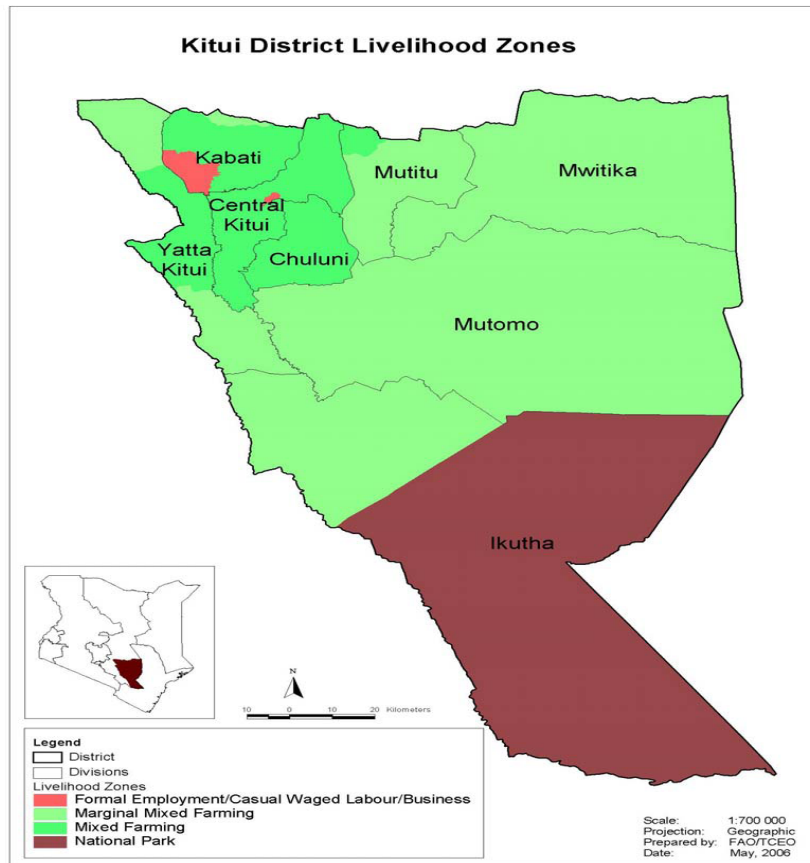 Kitui District Livelihood Zones
Kabati
Mutitu
Mwitika
Central
Kitui
Yatta
Kitui
Chuluni
Mutomo
Ikutha
N
10 0 10 20 Kilometers
Legend
District
Divisions
Livelihood Zones
Formal Employment/Casual Waged Labour/Business
Marginal Mixed Farming
Mixed Farming
National Park
Scale: 1:700 000
Projection: Geographic
Prepared by: FAO/TCEO
Date: May, 2006